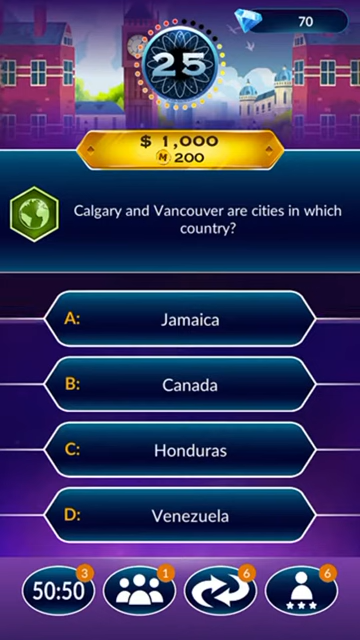 70
25
$ 1,000
M 200
Calgary and Vancouver are cities in which
country?
A: Jamaica
B: Canada
C: Honduras
D: Venezuela
50:50 3
1
6
6